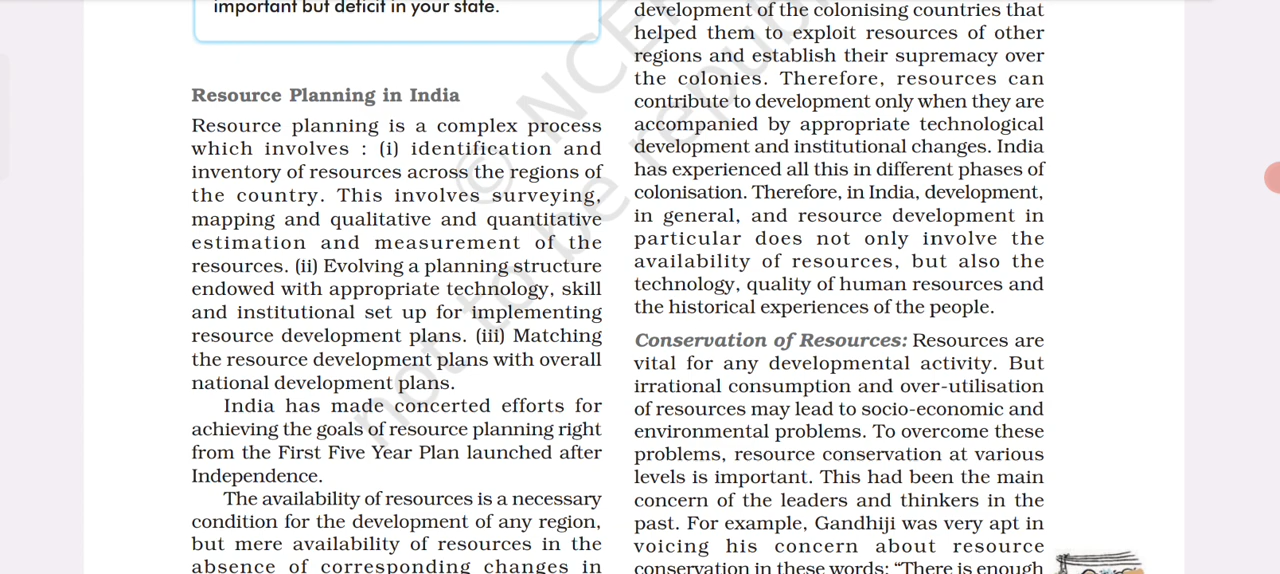 important but deficit in your state.
Resource Planning in India
Resource planning is a complex process
which involves : (i) identification and
inventory of resources across the regions of
the country. This involves surveying,
mapping and qualitative and quantitative
estimation and measurement of the
resources. (ii) Evolving a planning structure
endowed with appropriate technology, skill
and institutional set up for implementing
resource development plans. (iii) Matching
the resource development plans with overall
national development plans.
India has made concerted efforts for
achieving the goals of resource planning right
from the First Five Year Plan launched after
Independence.
The availability of resources is a necessary
condition for the development of any region,
but mere availability of resources in the
absence of corresponding changes in
development of the colonising countries that
helped them to exploit resources of other
regions and establish their supremacy over
the colonies. Therefore, resources can
contribute to development only when they are
accompanied by appropriate technological
development and institutional changes. India
has experienced all this in different phases of
colonisation. Therefore, in India, development,
in general, and resource development in
particular does not only involve the
availability of resources, but also the
technology, quality of human resources and
the historical experiences of the people.
Conservation of Resources: Resources are
vital for any developmental activity. But
irrational consumption and over-utilisation
of resources may lead to socio-economic and
environmental problems. To overcome these
problems, resource conservation at various
levels is important. This had been the main
concern of the leaders and thinkers in the
past. For example, Gandhiji was very apt in
voicing his concern about resource
conservation in these words: “There is enough
© NCE
not to be republ